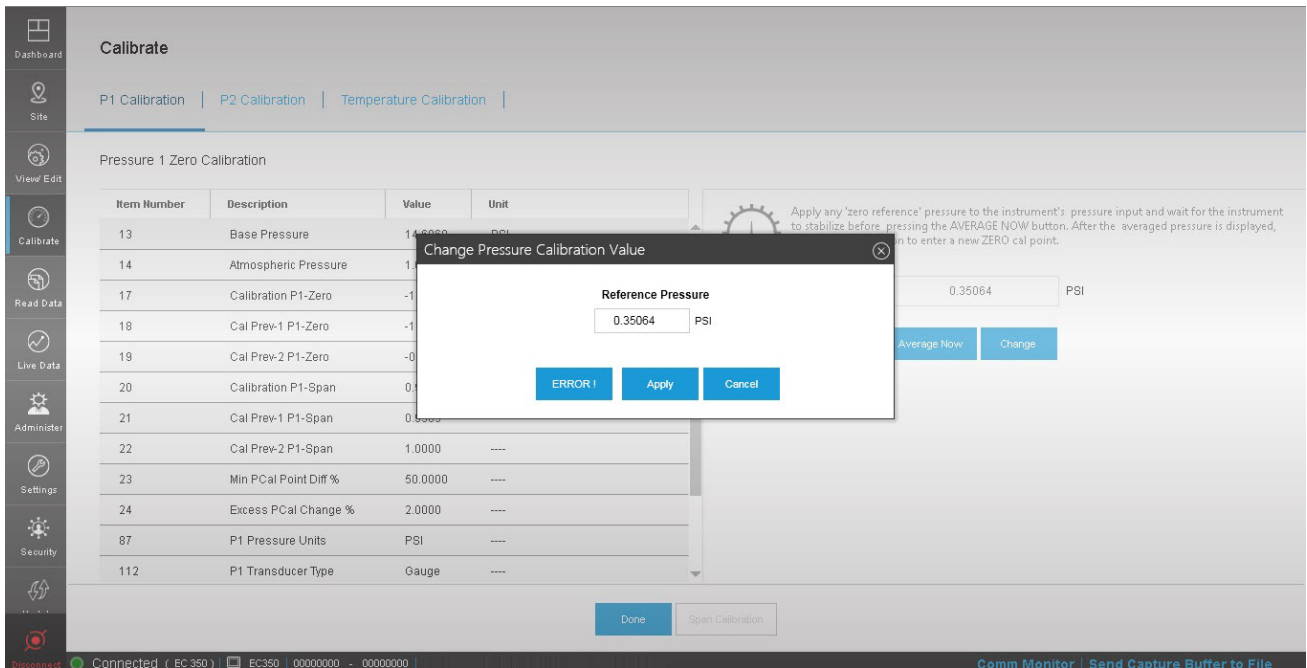 Dashboard
Site
View/ Edit
Calibrate
Read Data
Live Data
Administer
Settings
Security
Disconnect
Calibrate
P1 Calibration | P2 Calibration | Temperature Calibration |
Pressure 1 Zero Calibration
Item Number Description Value Unit
13 Base Pressure PSI
14 Atmospheric Pressure
17 Calibration P1-Zero
18 Cal Prev-1 P1-Zero
19 Cal Prev-2 P1-Zero
20 Calibration P1-Span
21 Cal Prev-1 P1-Span
22 Cal Prev-2 P1-Span 1.0000 ----
23 Min PCal Point Diff % 50.0000 ----
24 Excess PCal Change % 2.0000 ----
87 P1 Pressure Units PSI ----
112 P1 Transducer Type Gauge ----
Apply any 'zero reference' pressure to the instrument's pressure input and wait for the instrument
to stabilize before pressing the AVERAGE NOW button. After the averaged pressure is displayed,
to enter a new ZERO cal point.
0.35064 PSI
Average Now Change
Change Pressure Calibration Value
Reference Pressure
0.35064 PSI
ERROR ! Apply Cancel
Done Span Calibration
Connected ( EC 350 ) | EC350 | 00000000 - 00000000 |
Comm Monitor | Send Capture Buffer to File